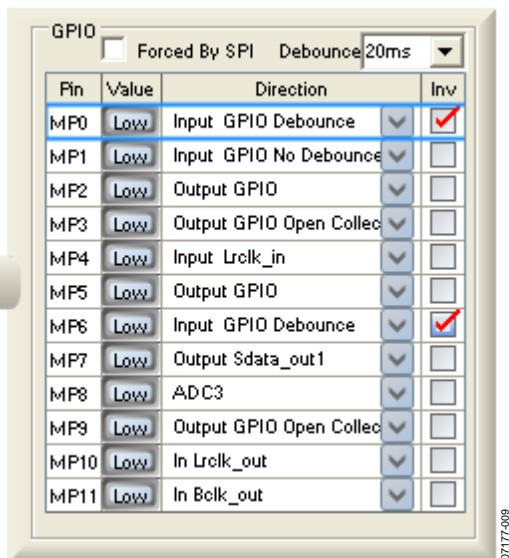 GPIO
Forced By SPI Debounce 20ms
Pin Value Direction Inv
MP0 Low Input GPIO Debounce
MP1 Low Input GPIO No Debounce
MP2 Low Output GPIO
MP3 Low Output GPIO Open Collec
MP4 Low Input Lrclk_in
MP5 Low Output GPIO
MP6 Low Input GPIO Debounce
MP7 Low Output Sdata_out1
MP8 Low ADC3
MP9 Low Output GPIO Open Collec
MP10 Low In Lrclk_out
MP11 Low In Bclk_out
07177-009